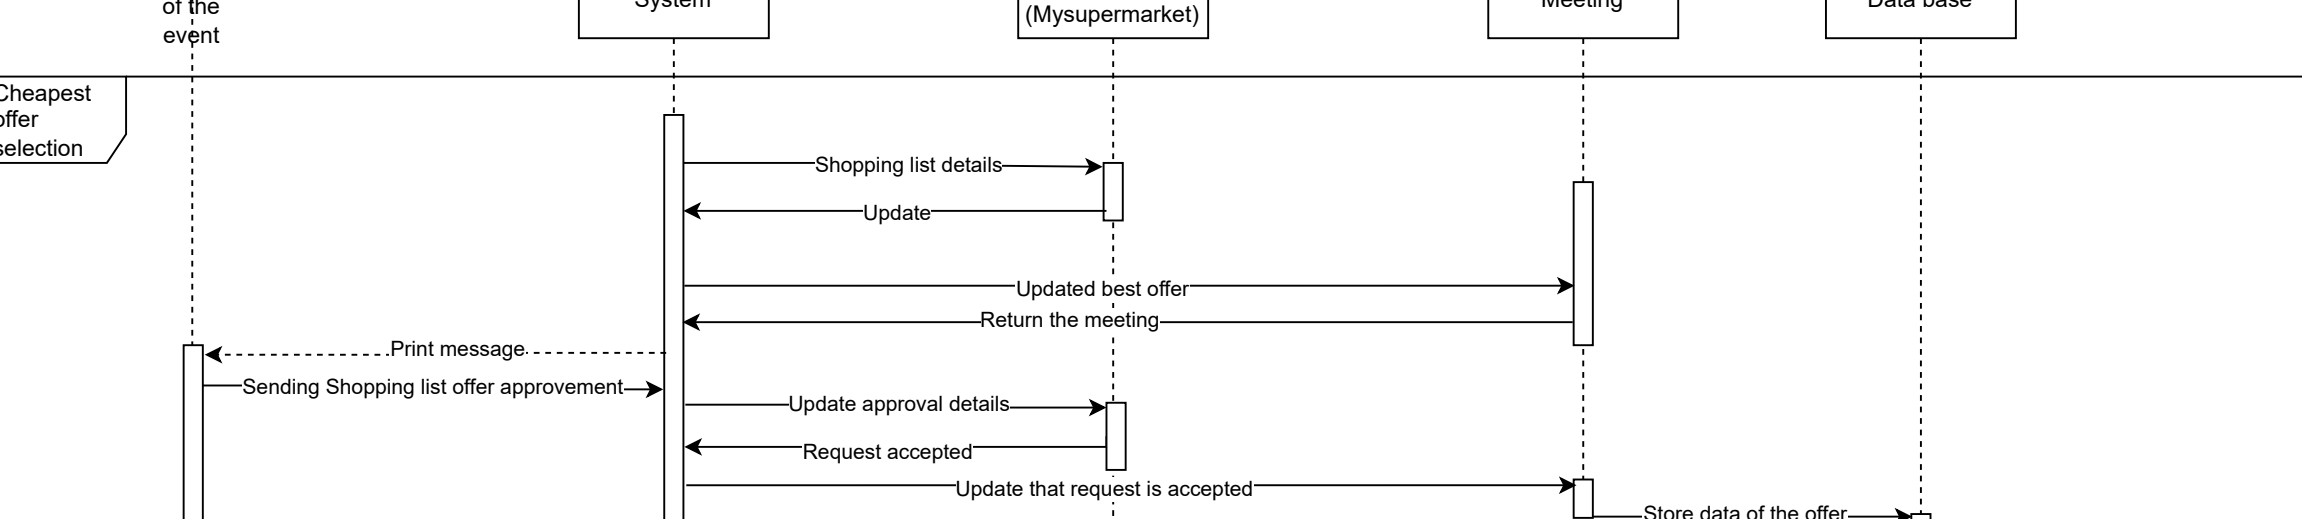 of the
event
System
(Mysupermarket)
Meeting
Data base
Cheapest
offer
selection
Shopping list details
Update
Updated best offer
Return the meeting
Print message
Sending Shopping list offer approvement
Update approval details
Request accepted
Update that request is accepted
Store data of the offer